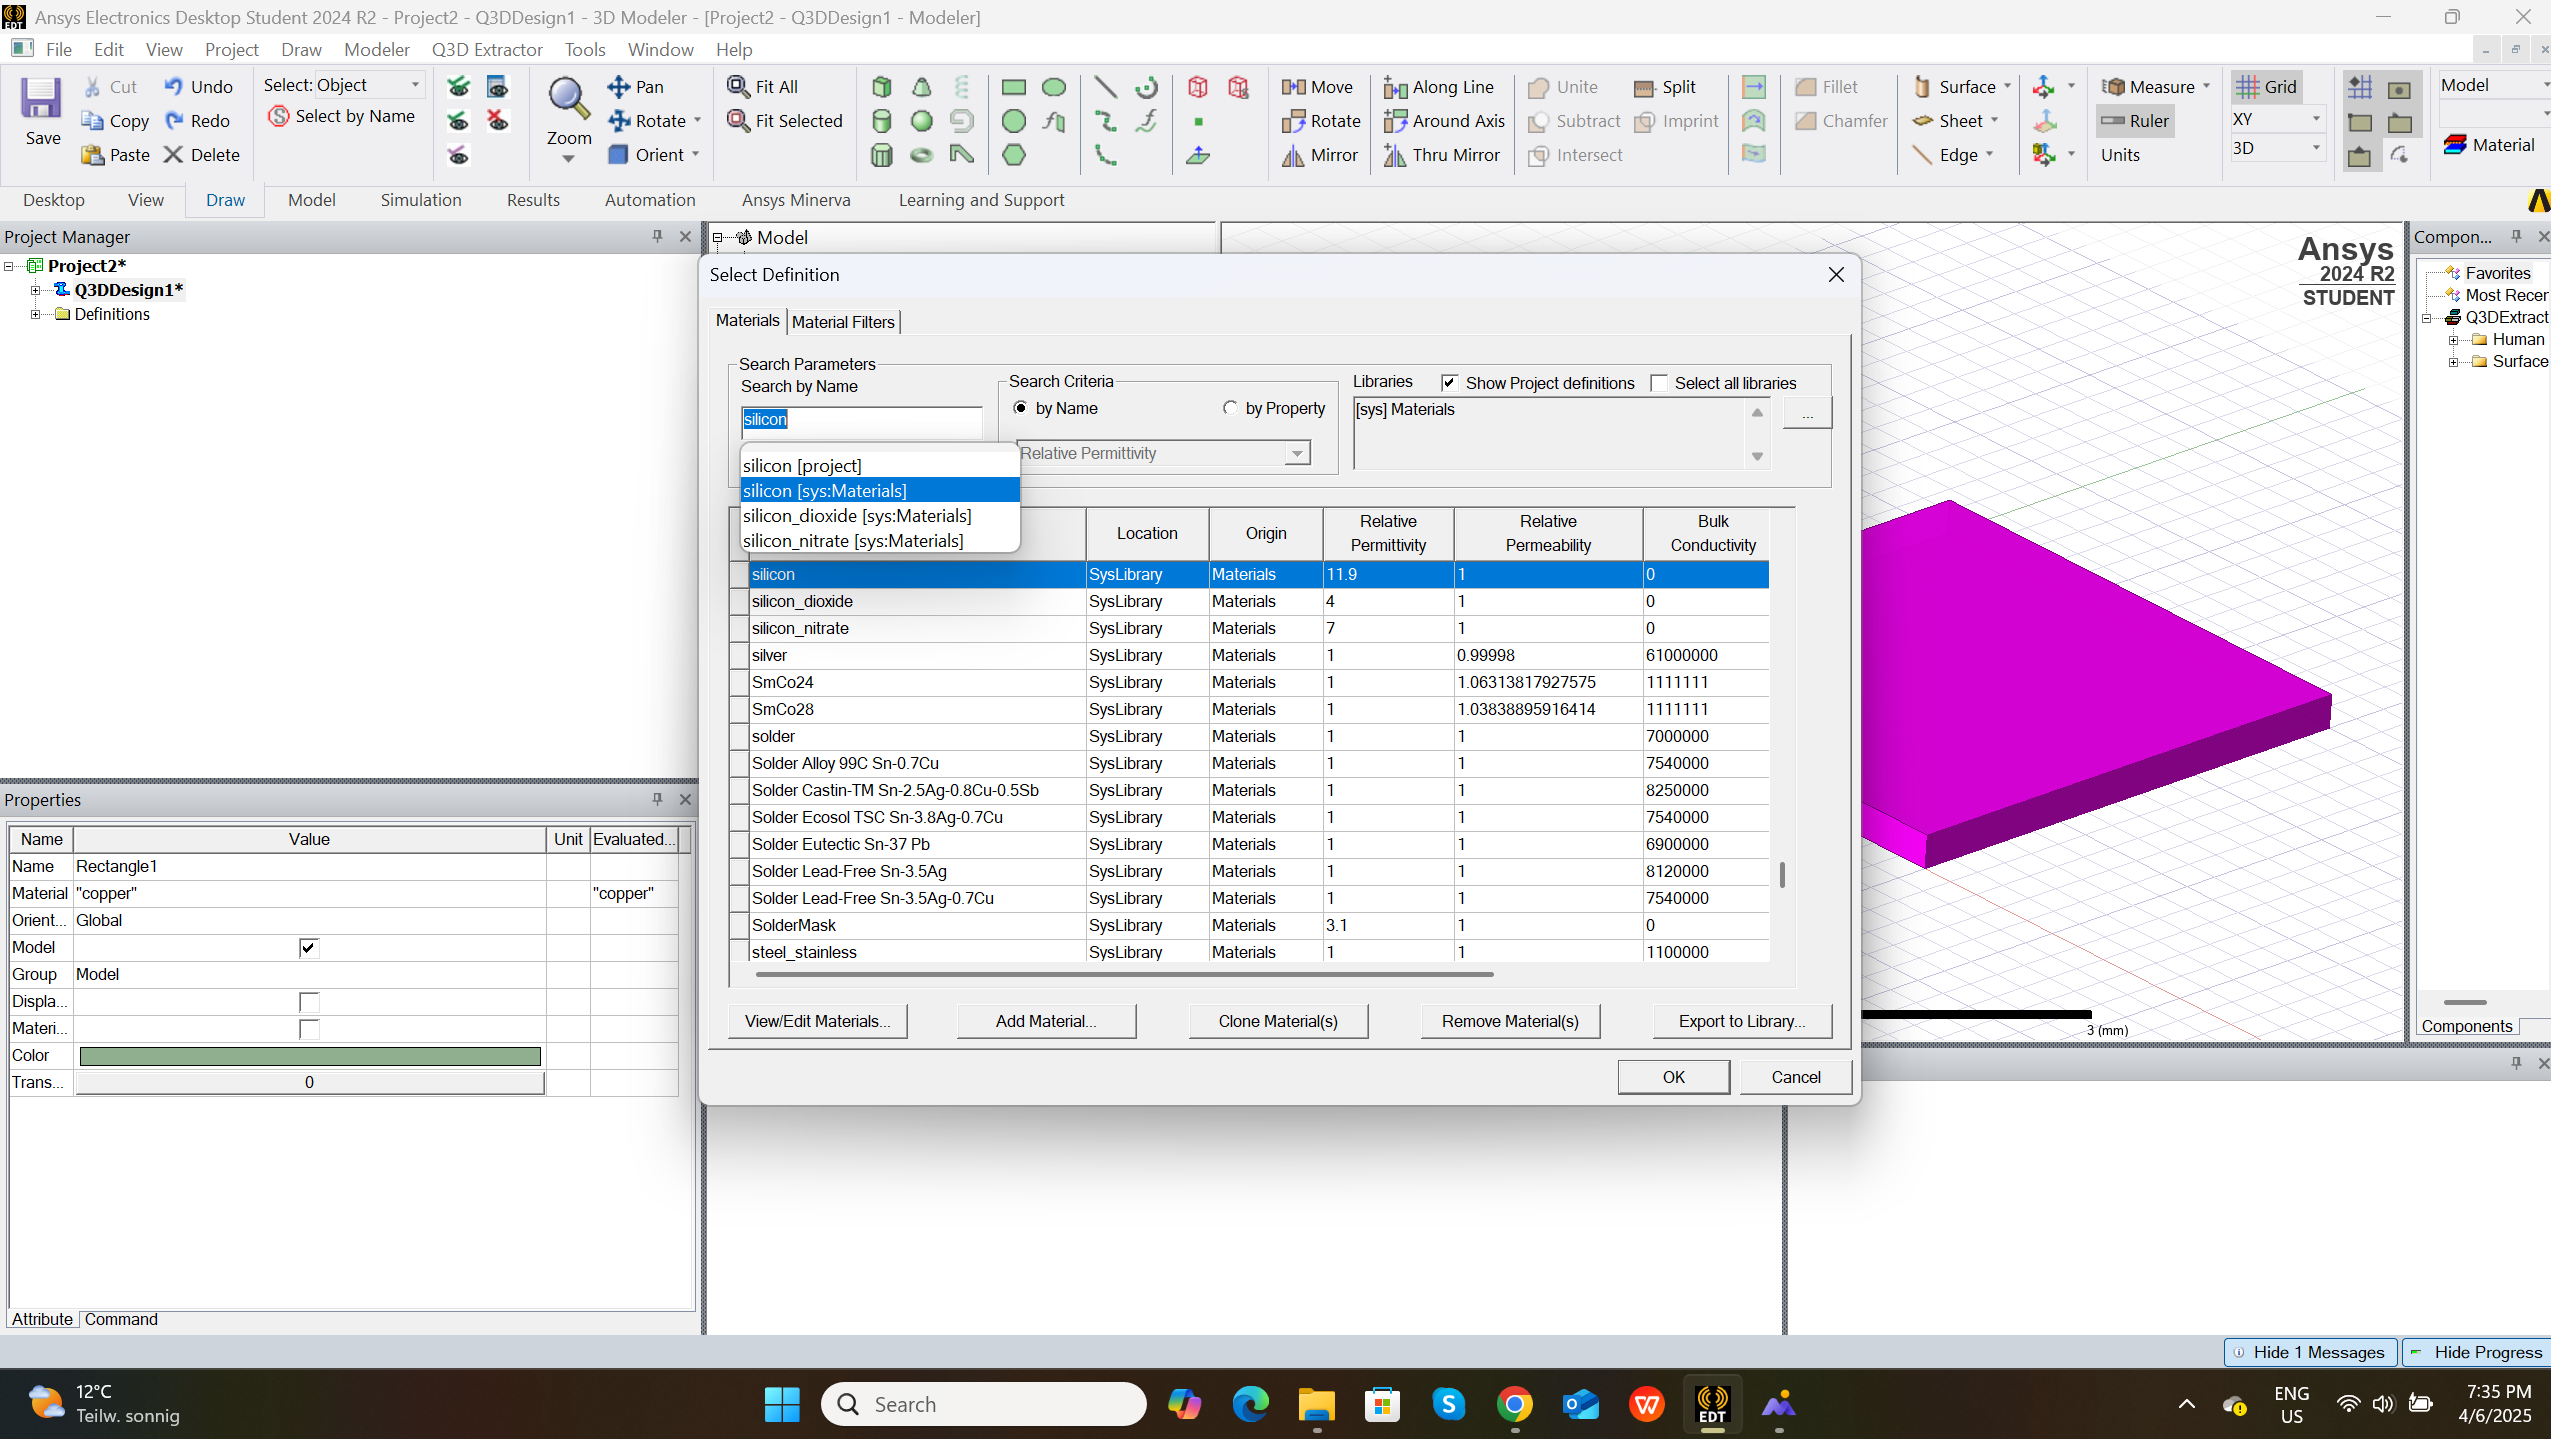 Ansys Electronics Desktop Student 2024 R2 - Project2 - Q3DDesign1 - 3D Modeler - [Project2 - Q3DDesign1 - Modeler]
File Edit View Project Draw Modeler Q3D Extractor Tools Window Help
Save
Cut
Copy
Paste
Undo
Redo
Delete
Select: Object
Select by Name
Zoom
Pan
Rotate
Orient
Fit All
Fit Selected
Move
Rotate
Mirror
Along Line
Around Axis
Thru Mirror
Unite
Subtract
Intersect
Split
Imprint
Fillet
Chamfer
Surface
Sheet
Edge
Measure
Ruler
Units
Grid
XY
3D
Model
Material
Desktop View Draw Model Simulation Results Automation Ansys Minerva Learning and Support
Project Manager
Project2*
Q3DDesign1*
Definitions
Model
Ansys
2024 R2
STUDENT
Compon...
Favorites
Most Recer
Q3DExtract
Human
Surface
Components
3 (mm)
Select Definition
Materials Material Filters
Search Parameters
Search by Name
silicon
silicon [project]
silicon [sys:Materials]
silicon_dioxide [sys:Materials]
silicon_nitrate [sys:Materials]
Search Criteria
by Name by Property
Relative Permittivity
Libraries Show Project definitions Select all libraries
[sys] Materials
...
Location Origin Relative Permittivity Relative Permeability Bulk Conductivity
silicon SysLibrary Materials 11.9 1 0
silicon_dioxide SysLibrary Materials 4 1 0
silicon_nitrate SysLibrary Materials 7 1 0
silver SysLibrary Materials 1 0.99998 61000000
SmCo24 SysLibrary Materials 1 1.06313817927575 1111111
SmCo28 SysLibrary Materials 1 1.03838895916414 1111111
solder SysLibrary Materials 1 1 7000000
Solder Alloy 99C Sn-0.7Cu SysLibrary Materials 1 1 7540000
Solder Castin-TM Sn-2.5Ag-0.8Cu-0.5Sb SysLibrary Materials 1 1 8250000
Solder Ecosol TSC Sn-3.8Ag-0.7Cu SysLibrary Materials 1 1 7540000
Solder Eutectic Sn-37 Pb SysLibrary Materials 1 1 6900000
Solder Lead-Free Sn-3.5Ag SysLibrary Materials 1 1 8120000
Solder Lead-Free Sn-3.5Ag-0.7Cu SysLibrary Materials 1 1 7540000
SolderMask SysLibrary Materials 3.1 1 0
steel_stainless SysLibrary Materials 1 1 1100000
View/Edit Materials... Add Material... Clone Material(s) Remove Material(s) Export to Library...
OK Cancel
Properties
Name Value Unit Evaluated...
Name Rectangle1
Material "copper" "copper"
Orient... Global
Model
Group Model
Displa...
Materi...
Color
Trans... 0
Attribute Command
Hide 1 Messages Hide Progress
12°C
Teilw. sonnig
Search
EDT
ENG
US
7:35 PM
4/6/2025